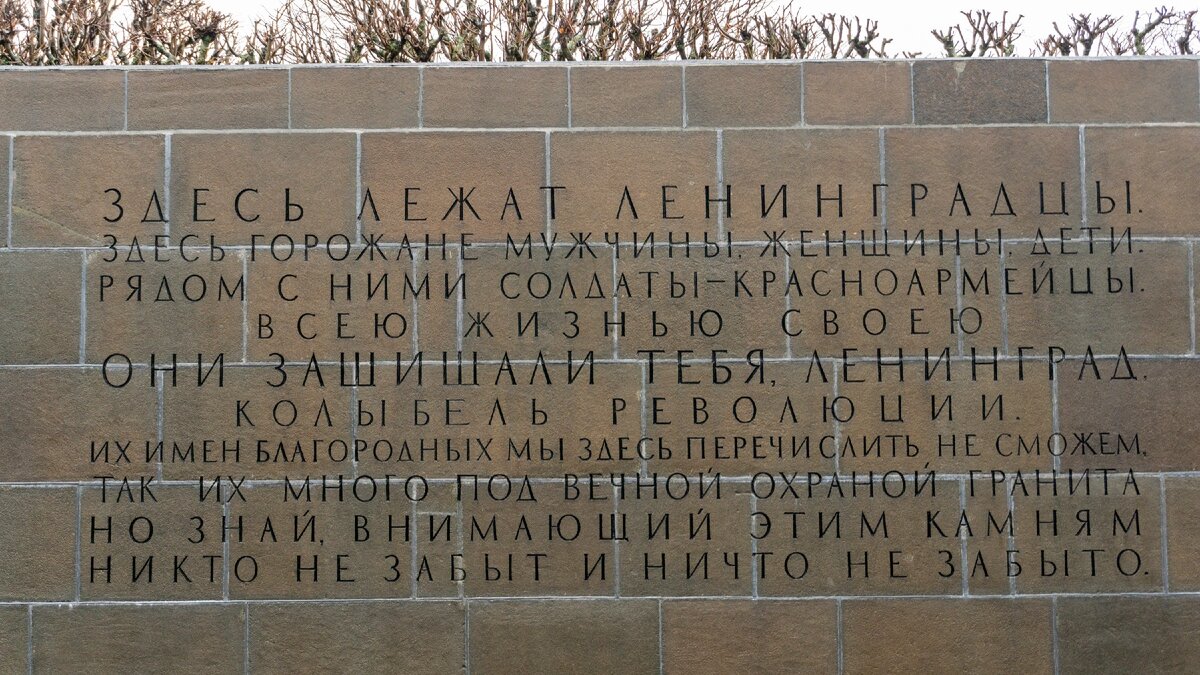 ЗДЕСЬ ЛЕЖАТ ЛЕНИНГРАДЦЫ.
ЗДЕСЬ ГОРОЖАНЕ МУЖЧИНЫ, ЖЕНЩИНЫ, ДЕТИ.
РЯДОМ С НИМИ СОЛДАТЫ-КРАСНОАРМЕЙЦЫ.
ВСЕЮ ЖИЗНЬЮ СВОЕЮ
ОНИ ЗАЩИЩАЛИ ТЕБЯ, ЛЕНИНГРАД,
КОЛЫБЕЛЬ РЕВОЛЮЦИИ.
ИХ ИМЕН БЛАГОРОДНЫХ МЫ ЗДЕСЬ ПЕРЕЧИСЛИТЬ НЕ СМОЖЕМ,
ТАК ИХ МНОГО ПОД ВЕЧНОЙ ОХРАНОЙ ГРАНИТА
НО ЗНАЙ, ВНИМАЮЩИЙ ЭТИМ КАМНЯМ
НИКТО НЕ ЗАБЫТ И НИЧТО НЕ ЗАБЫТО.